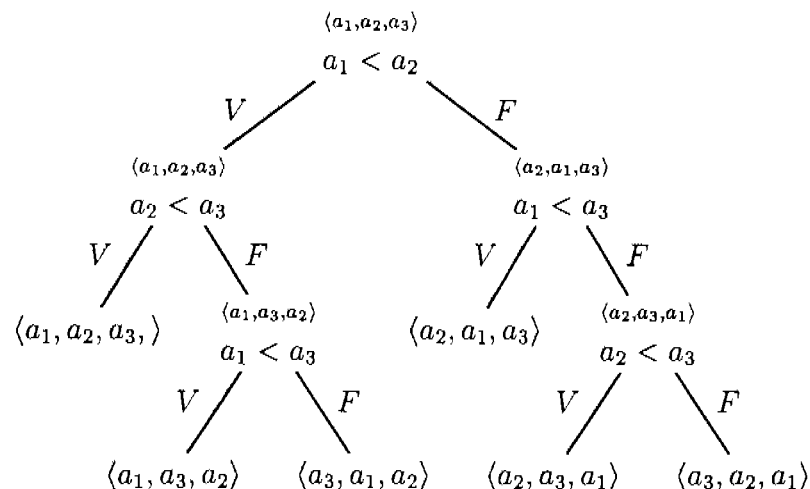 ⟨a₁,a₂,a₃⟩
a₁ < a₂
V F
⟨a₁,a₂,a₃⟩ ⟨a₂,a₁,a₃⟩
a₂ < a₃ a₁ < a₃
V F V F
⟨a₁,a₃,a₂⟩ ⟨a₂,a₃,a₁⟩
⟨a₁, a₂, a₃, ⟩ ⟨a₂, a₁, a₃⟩
a₁ < a₃ a₂ < a₃
V F V F
⟨a₁, a₃, a₂⟩ ⟨a₃, a₁, a₂⟩ ⟨a₂, a₃, a₁⟩ ⟨a₃, a₂, a₁⟩